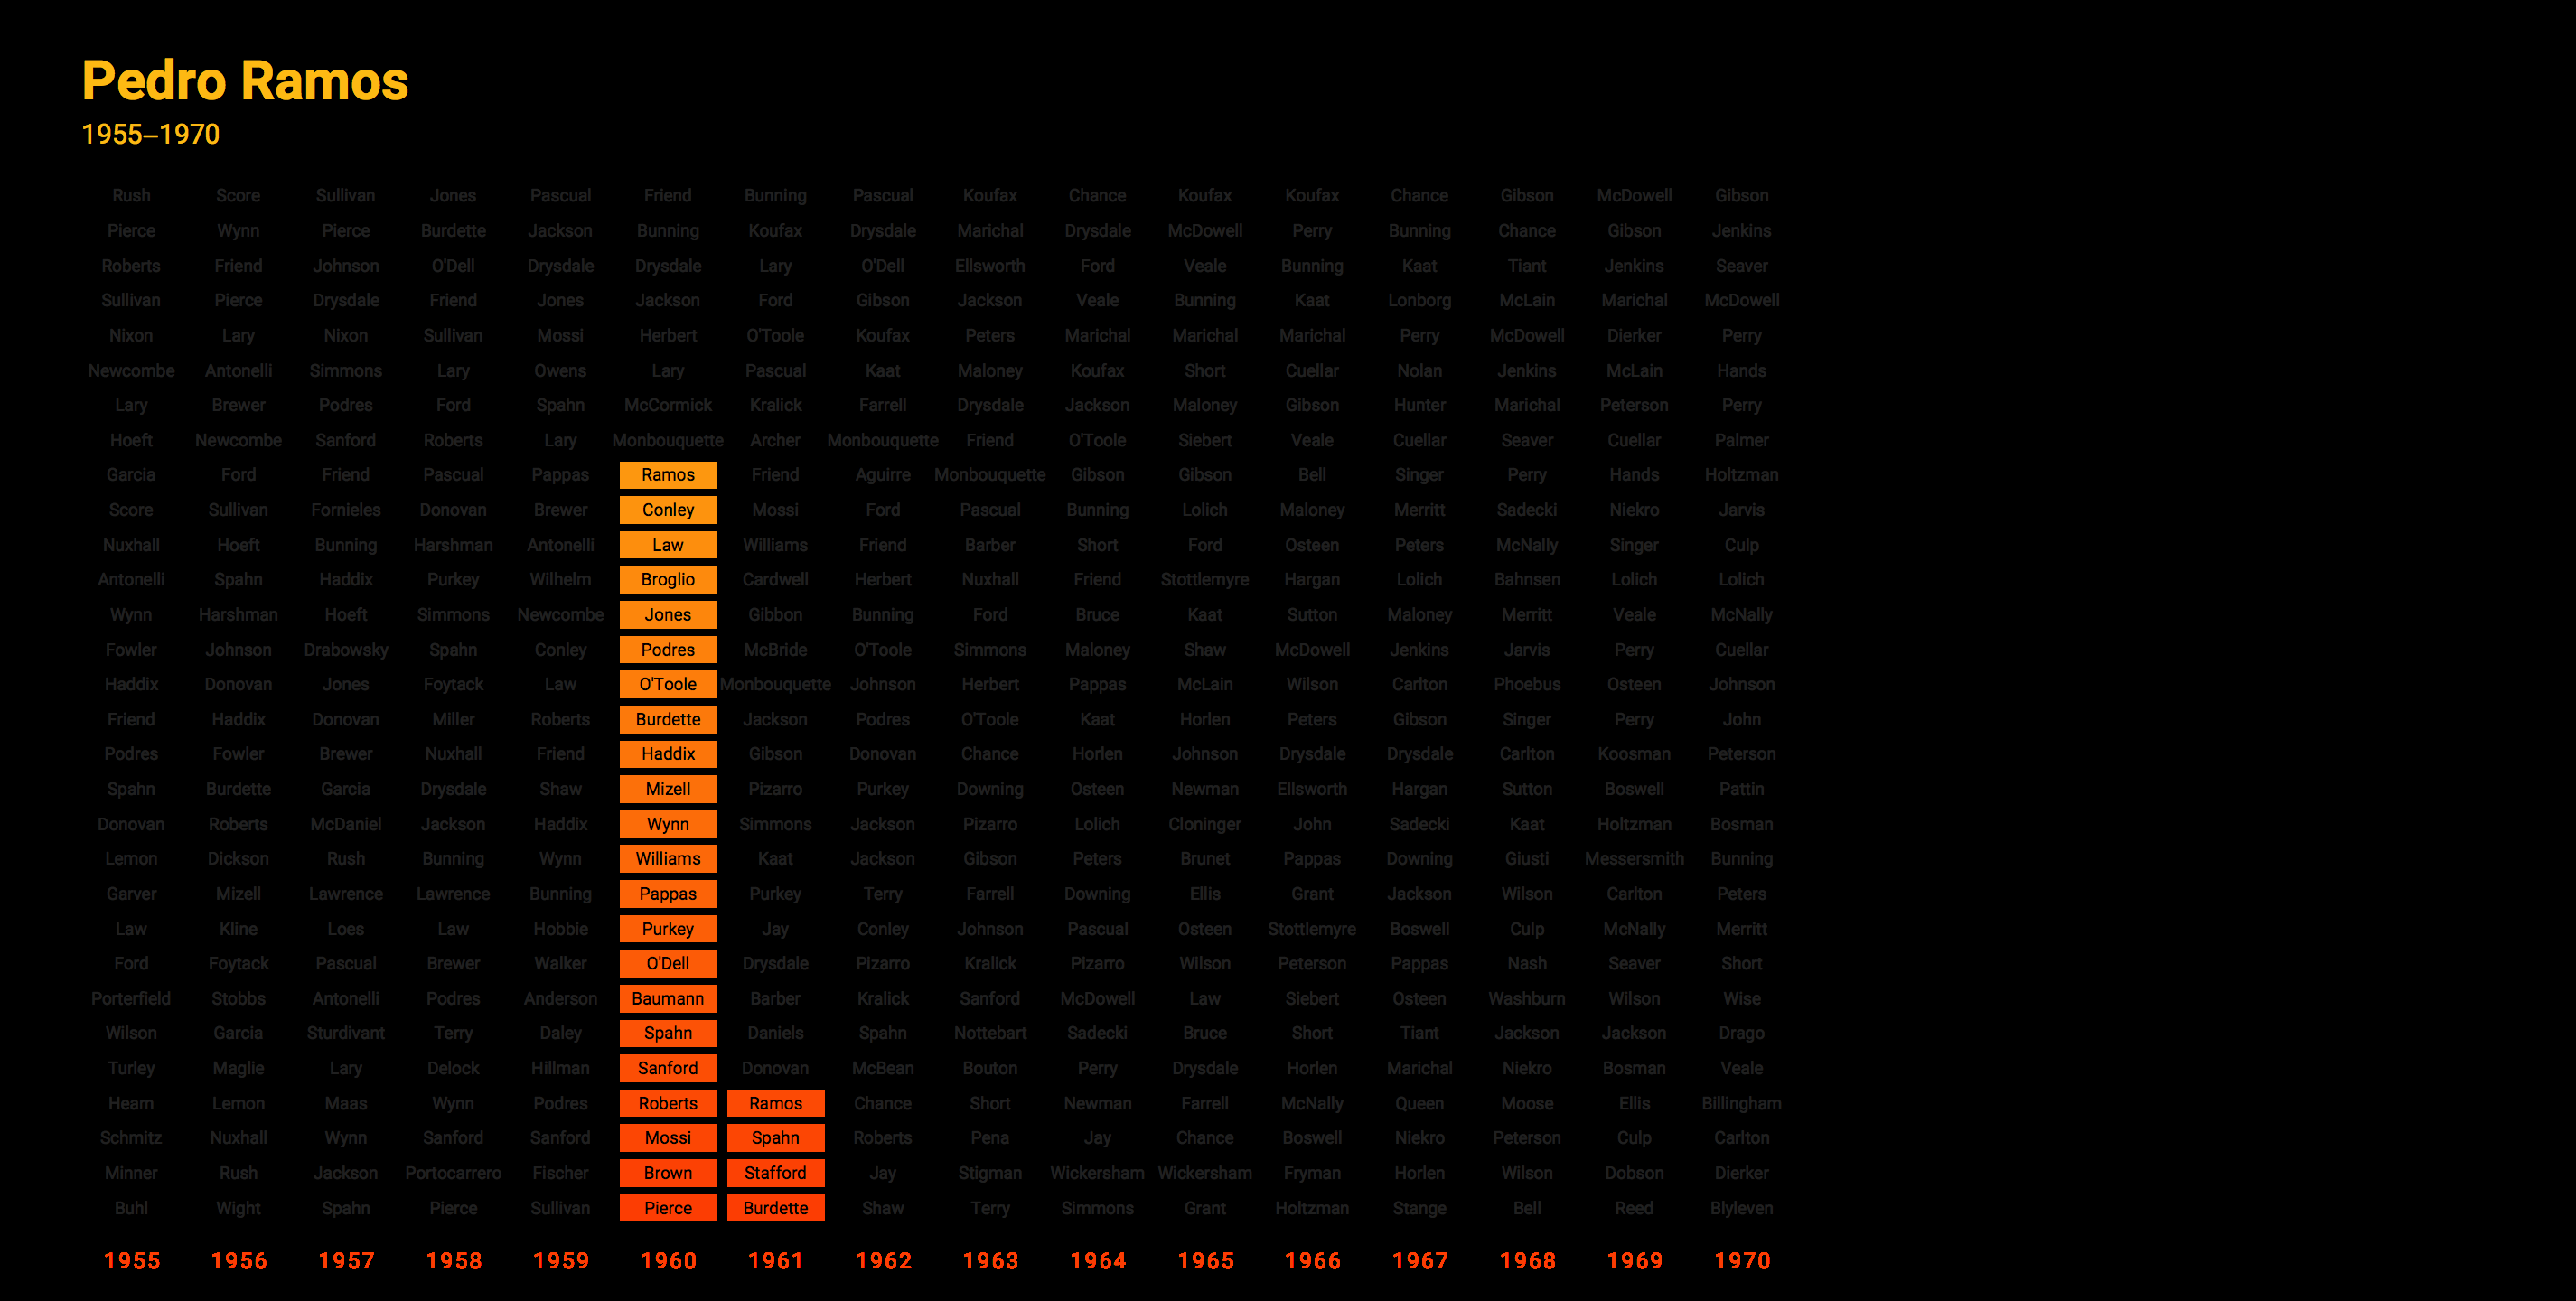 Pedro Ramos
1955–1970
Rush Score Sullivan Jones Pascual Friend Bunning Pascual Koufax Chance Koufax Koufax Chance Gibson McDowell Gibson
Pierce Wynn Pierce Burdette Jackson Bunning Koufax Drysdale Marichal Drysdale McDowell Perry Bunning Chance Gibson Jenkins
Roberts Friend Johnson O'Dell Drysdale Drysdale Lary O'Dell Ellsworth Ford Veale Bunning Kaat Tiant Jenkins Seaver
Sullivan Pierce Drysdale Friend Jones Jackson Ford Gibson Jackson Veale Bunning Kaat Lonborg McLain Marichal McDowell
Nixon Lary Nixon Sullivan Mossi Herbert O'Toole Koufax Peters Marichal Marichal Marichal Perry McDowell Dierker Perry
Newcombe Antonelli Simmons Lary Owens Lary Pascual Kaat Maloney Koufax Short Cuellar Nolan Jenkins McLain Hands
Lary Brewer Podres Ford Spahn McCormick Kralick Farrell Drysdale Jackson Maloney Gibson Hunter Marichal Peterson Perry
Hoeft Newcombe Sanford Roberts Lary Monbouquette Archer Monbouquette Friend O'Toole Siebert Veale Cuellar Seaver Cuellar Palmer
Garcia Ford Friend Pascual Pappas Ramos Friend Aguirre Monbouquette Gibson Gibson Bell Singer Perry Hands Holtzman
Score Sullivan Fornieles Donovan Brewer Conley Mossi Ford Pascual Bunning Lolich Maloney Merritt Sadecki Niekro Jarvis
Nuxhall Hoeft Bunning Harshman Antonelli Law Williams Friend Barber Short Ford Osteen Peters McNally Singer Culp
Antonelli Spahn Haddix Purkey Wilhelm Broglio Cardwell Herbert Nuxhall Friend Stottlemyre Hargan Lolich Bahnsen Lolich Lolich
Wynn Harshman Hoeft Simmons Newcombe Jones Gibbon Bunning Ford Bruce Kaat Sutton Maloney Merritt Veale McNally
Fowler Johnson Drabowsky Spahn Conley Podres McBride O'Toole Simmons Maloney Shaw McDowell Jenkins Jarvis Perry Cuellar
Haddix Donovan Jones Foytack Law O'Toole Monbouquette Johnson Herbert Pappas McLain Wilson Carlton Phoebus Osteen Johnson
Friend Haddix Donovan Miller Roberts Burdette Jackson Podres O'Toole Kaat Horlen Peters Gibson Singer Perry John
Podres Fowler Brewer Nuxhall Friend Haddix Gibson Donovan Chance Horlen Johnson Drysdale Drysdale Carlton Koosman Peterson
Spahn Burdette Garcia Drysdale Shaw Mizell Pizarro Purkey Downing Osteen Newman Ellsworth Hargan Sutton Boswell Pattin
Donovan Roberts McDaniel Jackson Haddix Wynn Simmons Jackson Pizarro Lolich Cloninger John Sadecki Kaat Holtzman Bosman
Lemon Dickson Rush Bunning Wynn Williams Kaat Jackson Gibson Peters Brunet Pappas Downing Giusti Messersmith Bunning
Garver Mizell Lawrence Lawrence Bunning Pappas Purkey Terry Farrell Downing Ellis Grant Jackson Wilson Carlton Peters
Law Kline Loes Law Hobbie Purkey Jay Conley Johnson Pascual Osteen Stottlemyre Boswell Culp McNally Merritt
Ford Foytack Pascual Brewer Walker O'Dell Drysdale Pizarro Kralick Pizarro Wilson Peterson Pappas Nash Seaver Short
Porterfield Stobbs Antonelli Podres Anderson Baumann Barber Kralick Sanford McDowell Law Siebert Osteen Washburn Wilson Wise
Wilson Garcia Sturdivant Terry Daley Spahn Daniels Spahn Nottebart Sadecki Bruce Short Tiant Jackson Jackson Drago
Turley Maglie Lary Delock Hillman Sanford Donovan McBean Bouton Perry Drysdale Horlen Marichal Niekro Bosman Veale
Hearn Lemon Maas Wynn Podres Roberts Ramos Chance Short Newman Farrell McNally Queen Moose Ellis Billingham
Schmitz Nuxhall Wynn Sanford Sanford Mossi Spahn Roberts Pena Jay Chance Boswell Niekro Peterson Culp Carlton
Minner Rush Jackson Portocarrero Fischer Brown Stafford Jay Stigman Wickersham Wickersham Fryman Horlen Wilson Dobson Dierker
Buhl Wight Spahn Pierce Sullivan Pierce Burdette Shaw Terry Simmons Grant Holtzman Stange Bell Reed Blyleven
1955 1956 1957 1958 1959 1960 1961 1962 1963 1964 1965 1966 1967 1968 1969 1970